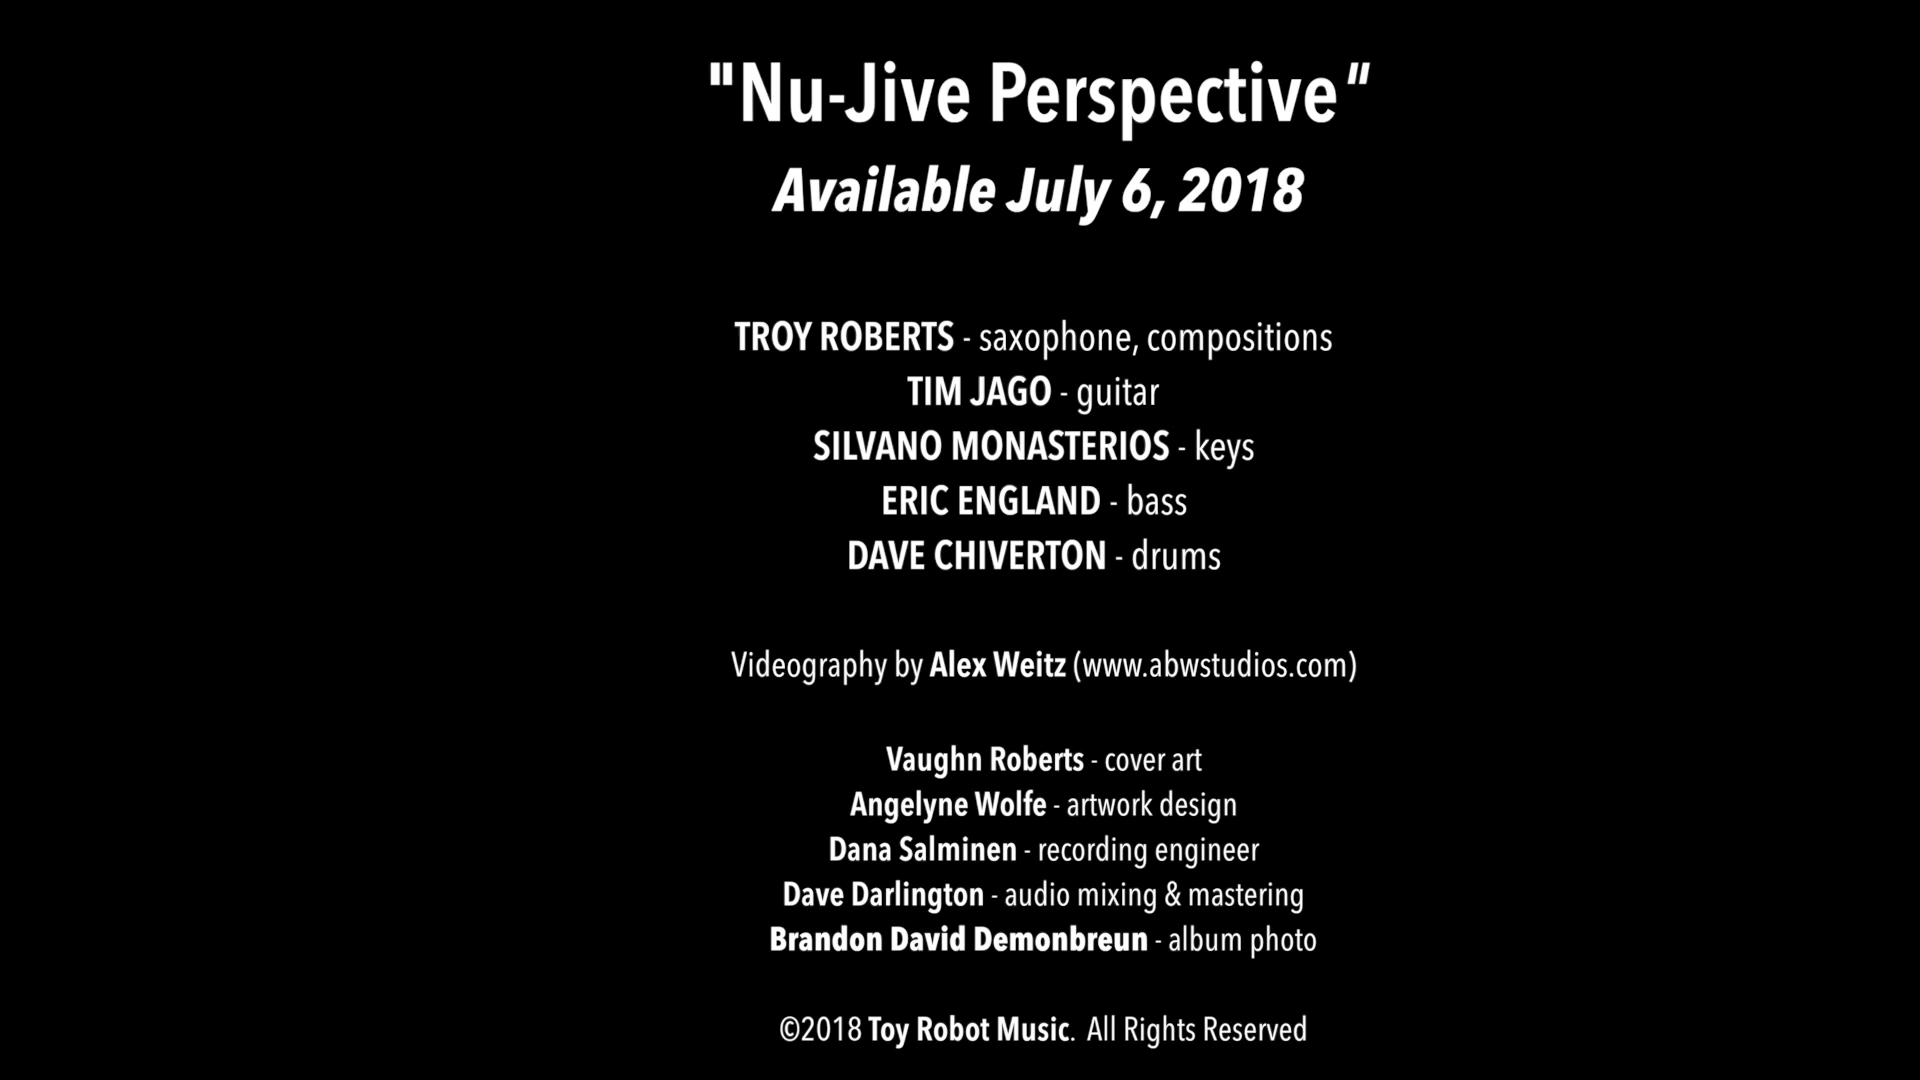 "Nu-Jive Perspective"
Available July 6, 2018
TROY ROBERTS - saxophone, compositions
TIM JAGO - guitar
SILVANO MONASTERIOS - keys
ERIC ENGLAND - bass
DAVE CHIVERTON - drums
Videography by Alex Weitz (www.abwstudios.com)
Vaughn Roberts - cover art
Angelyne Wolfe - artwork design
Dana Salminen - recording engineer
Dave Darlington - audio mixing & mastering
Brandon David Demonbreun - album photo
©2018 Toy Robot Music.  All Rights Reserved